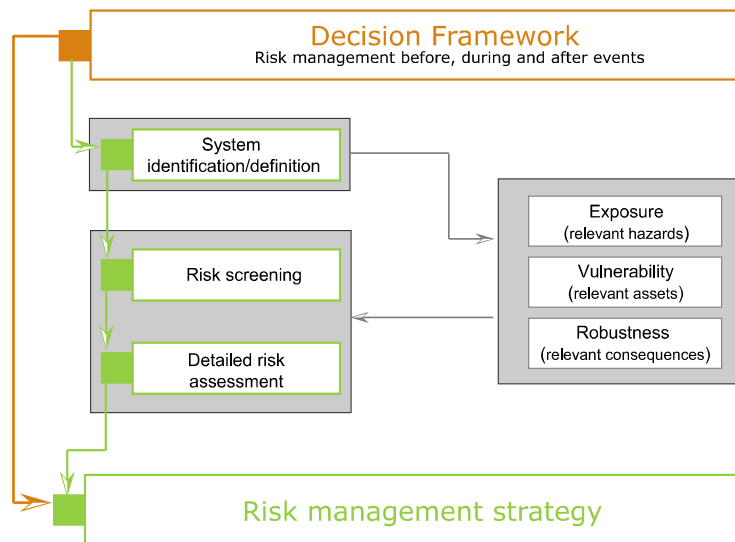 Decision Framework
Risk management before, during and after events
System
identification/definition
Exposure
(relevant hazards)
Vulnerability
(relevant assets)
Robustness
(relevant consequences)
Risk screening
Detailed risk
assessment
Risk management strategy